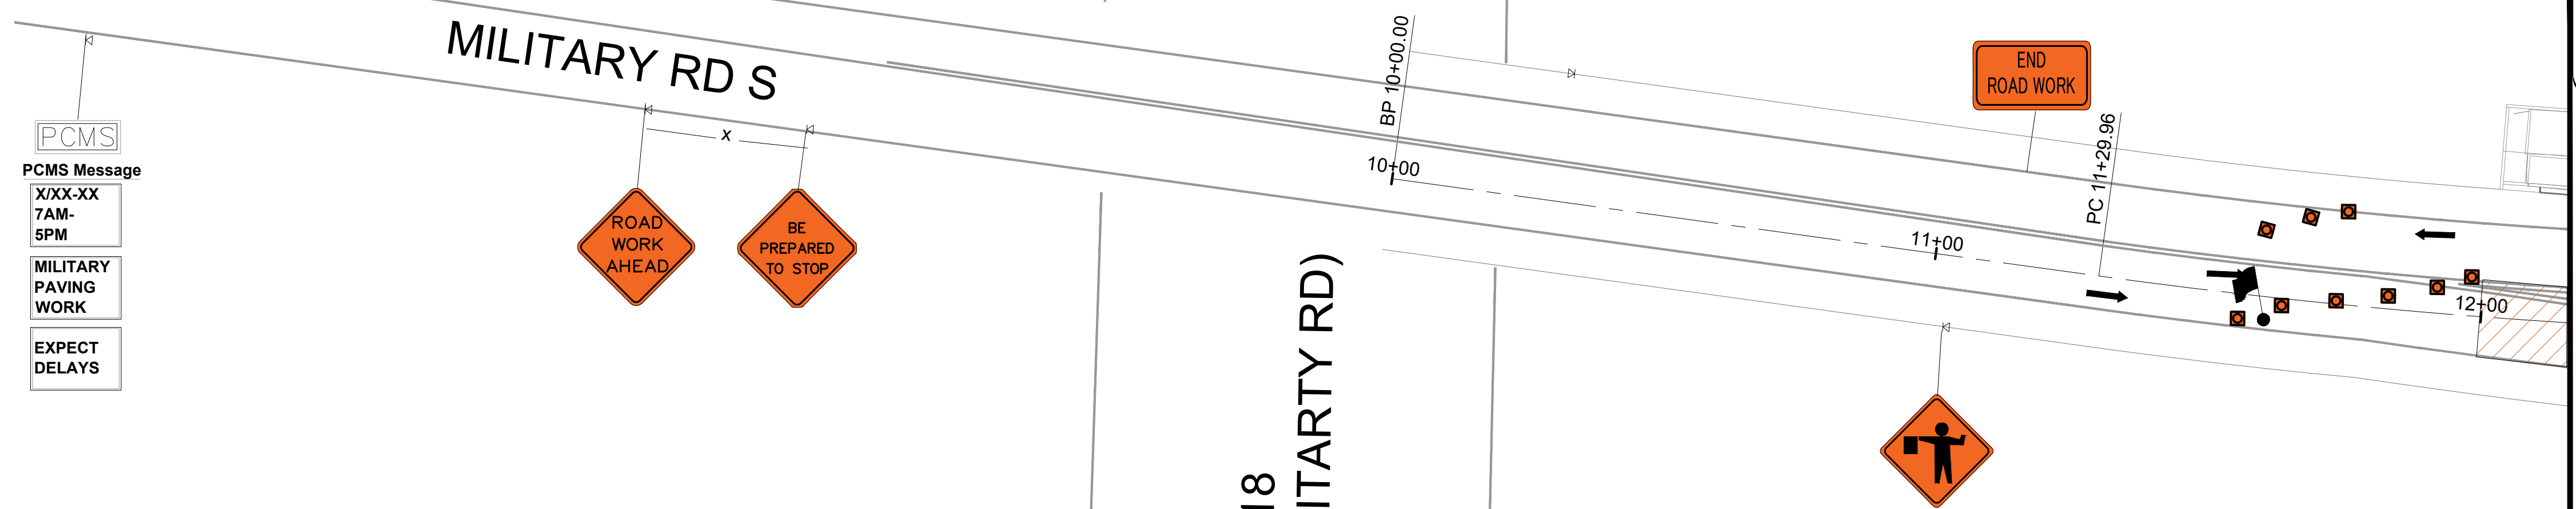 MILITARY RD S
PCMS
PCMS Message
X/XX-XX
7AM-
5PM
MILITARY
PAVING
WORK
EXPECT
DELAYS
x
ROAD
WORK
AHEAD
BE
PREPARED
TO STOP
BP 10+00.00
10+00
18
ITARTY RD)
11+00
END
ROAD WORK
PC 11+29.96
12+00